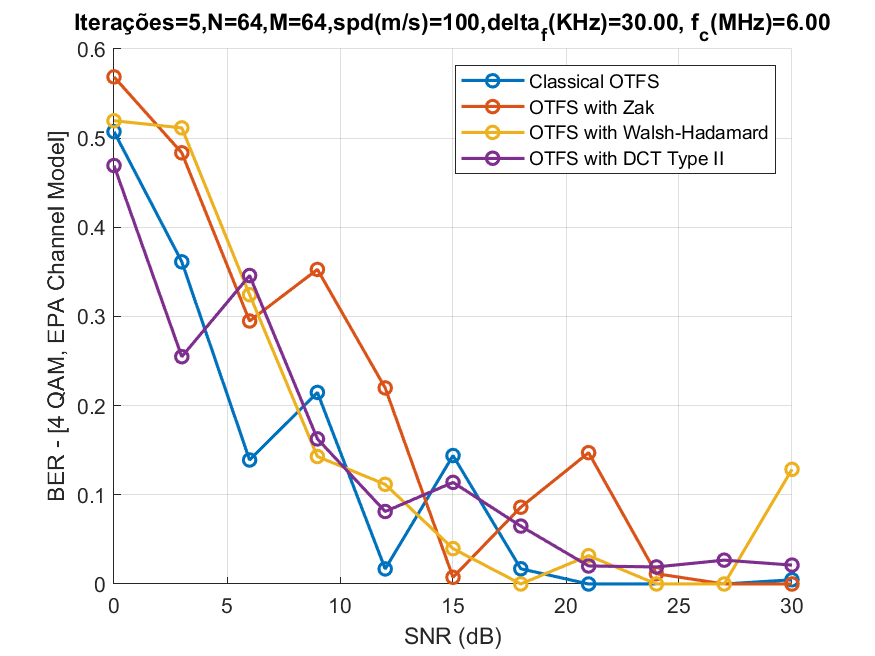 Iterações=5,N=64,M=64,spd(m/s)=100,delta_f(KHz)=30.00, f_c(MHz)=6.00
0.6
0.5
0.4
0.3
0.2
0.1
0
BER - [4 QAM, EPA Channel Model]
Classical OTFS
OTFS with Zak
OTFS with Walsh-Hadamard
OTFS with DCT Type II
0 5 10 15 20 25 30
SNR (dB)